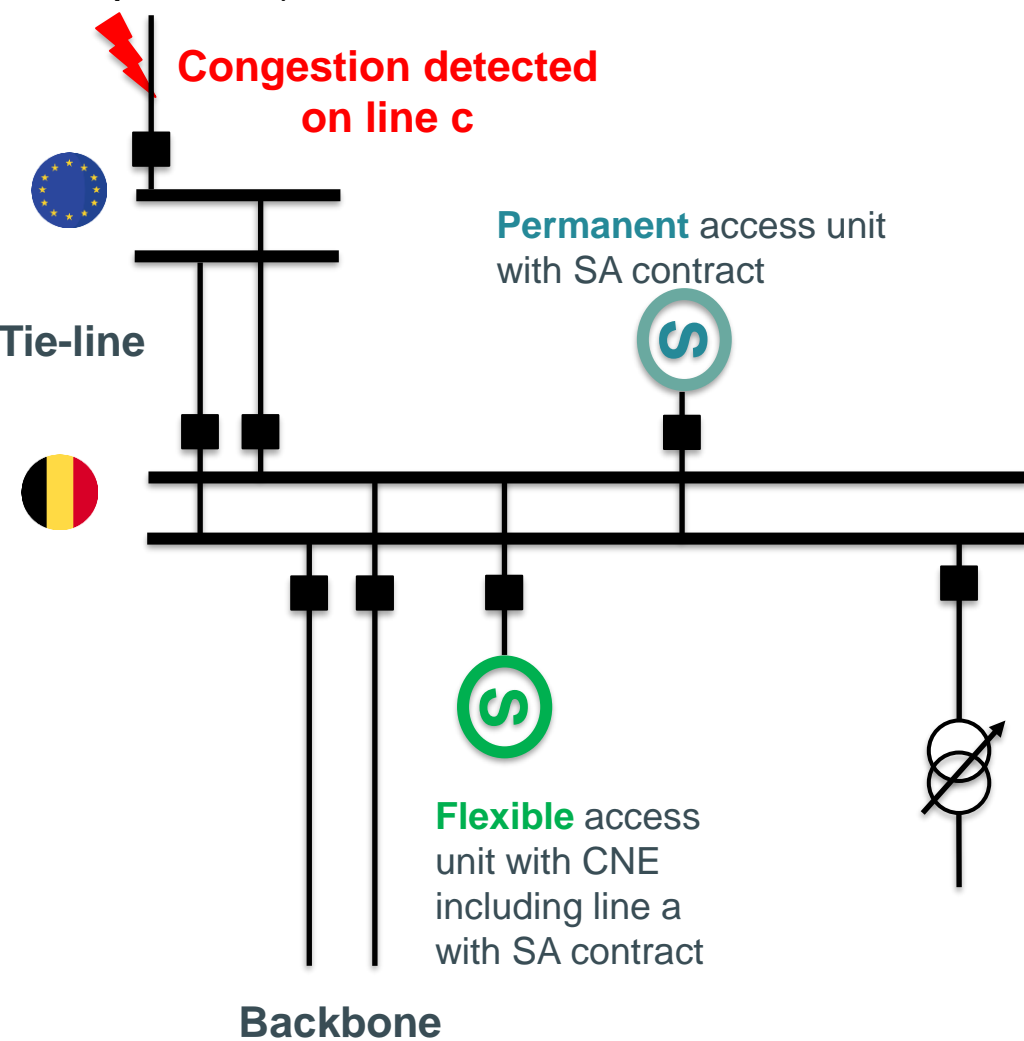 Congestion detected
on line c
Permanent access unit
with SA contract
S
Tie-line
S
Flexible access
unit with CNE
including line a
with SA contract
Backbone